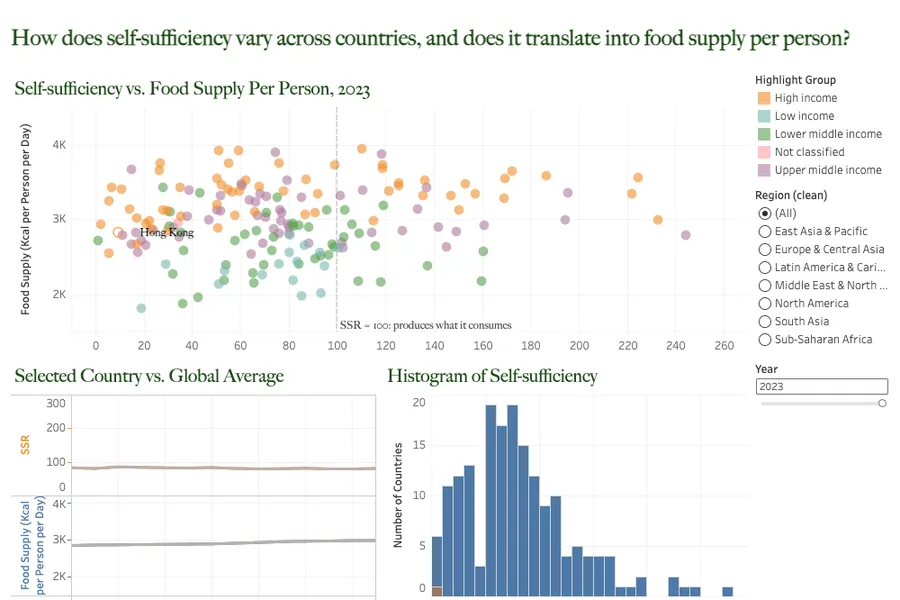 How does self-sufficiency vary across countries, and does it translate into food supply per person?
Self-sufficiency vs. Food Supply Per Person, 2023
Food Supply (Kcal per Person per Day)
4K
3K
2K
Hong Kong
SSR = 100: produces what it consumes
0 20 40 60 80 100 120 140 160 180 200 220 240 260
Highlight Group
High income
Low income
Lower middle income
Not classified
Upper middle income
Region (clean)
(All)
East Asia & Pacific
Europe & Central Asia
Latin America & Cari...
Middle East & North ...
North America
South Asia
Sub-Saharan Africa
Year
2023
Selected Country vs. Global Average
SSR
300
200
100
0
Food Supply (Kcal
per Person per Day)
4K
3K
2K
Histogram of Self-sufficiency
Number of Countries
20
15
10
5
0